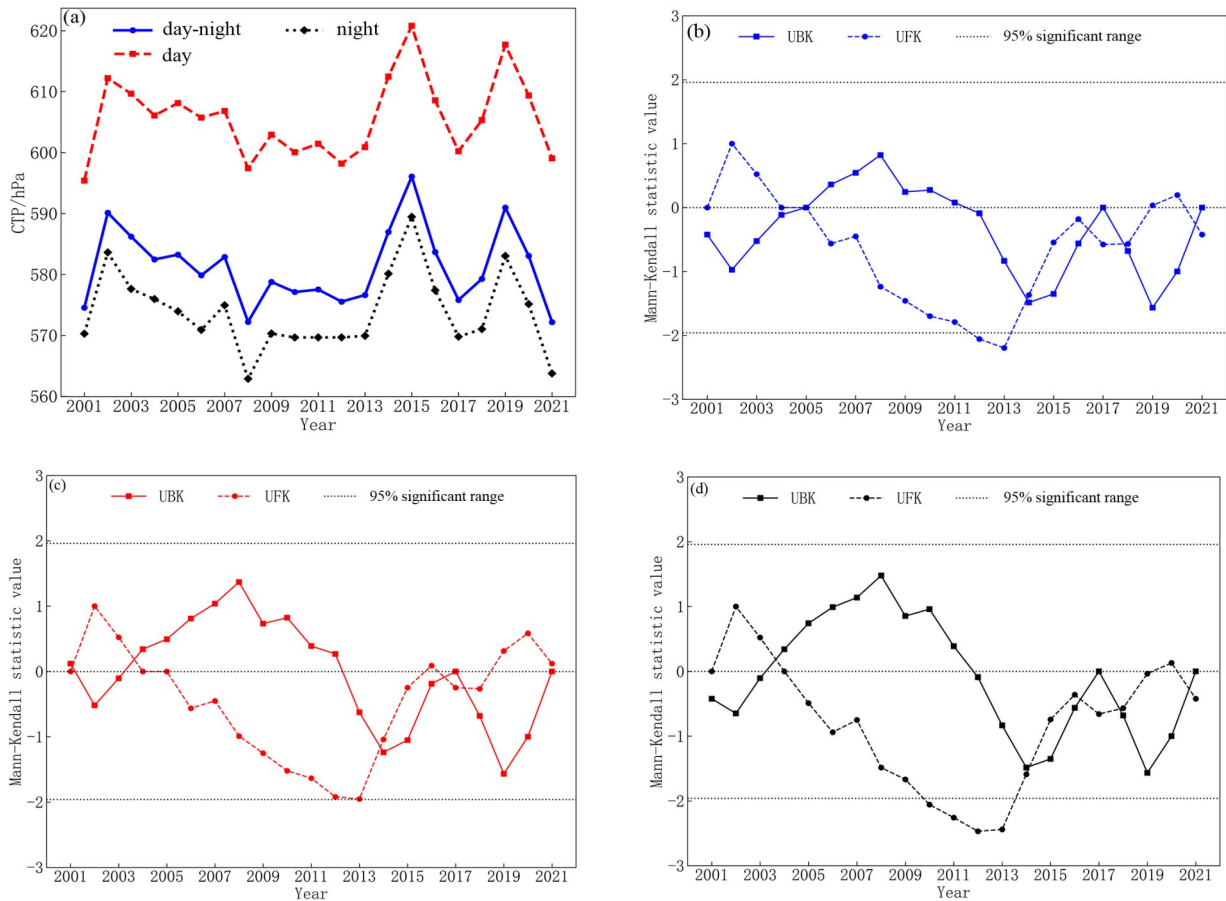 (a)
day-night
night
day
620
610
600
590
580
570
560
CTP/hPa
2001 2003 2005 2007 2009 2011 2013 2015 2017 2019 2021
Year
(b)
UBK UFK 95% significant range
3
2
1
0
-1
-2
-3
Mann-Kendall statistic value
2001 2003 2005 2007 2009 2011 2013 2015 2017 2019 2021
Year
(c)
UBK UFK 95% significant range
3
2
1
0
-1
-2
-3
Mann-Kendall statistic value
2001 2003 2005 2007 2009 2011 2013 2015 2017 2019 2021
Year
(d)
UBK UFK 95% significant range
3
2
1
0
-1
-2
-3
Mann-Kendall statistic value
2001 2003 2005 2007 2009 2011 2013 2015 2017 2019 2021
Year